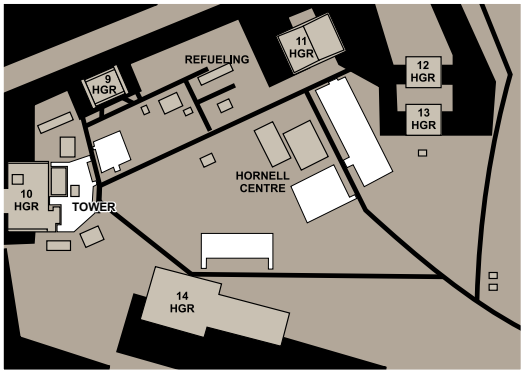 11
HGR
REFUELING
12
HGR
9
HGR
13
HGR
HORNELL
CENTRE
10
HGR
TOWER
14
HGR